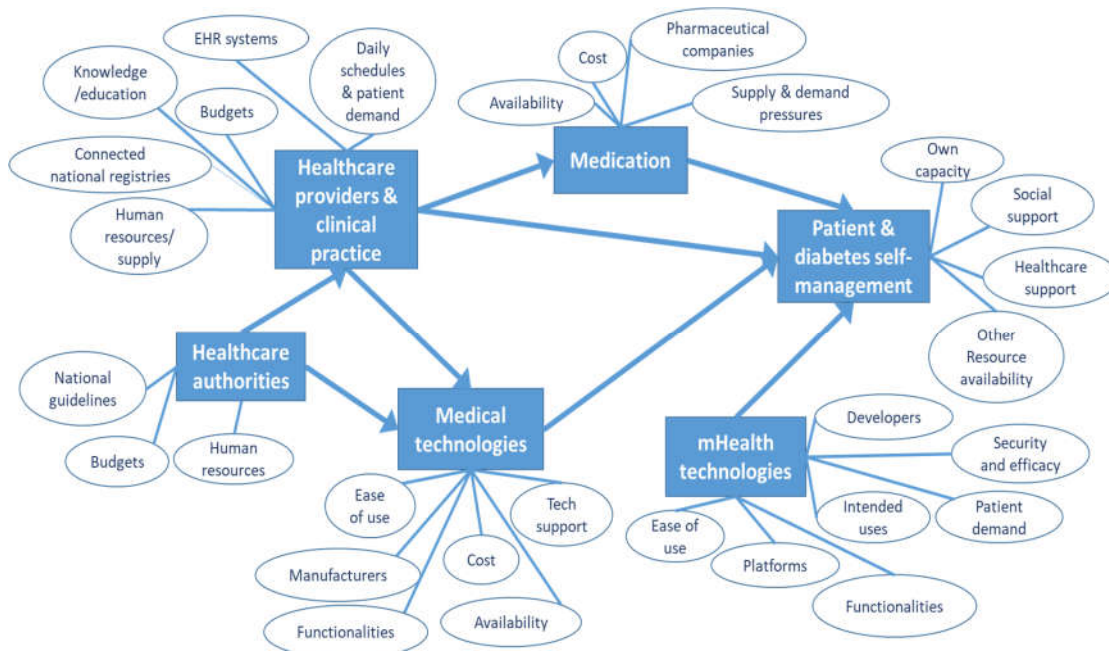 EHR systems
Knowledge
/education
Budgets
Daily
schedules
& patient
demand
Connected
national registries
Human
resources/
supply
Healthcare
providers &
clinical
practice
Pharmaceutical
companies
Cost
Availability
Supply & demand
pressures
Medication
Own
capacity
Social
support
Healthcare
support
Other
Resource
availability
Patient &
diabetes self-
management
Healthcare
authorities
National
guidelines
Budgets
Human
resources
Medical
technologies
Ease
of use
Tech
support
Manufacturers
Cost
Functionalities
Availability
mHealth
technologies
Developers
Security
and efficacy
Intended
uses
Patient
demand
Ease of
use
Platforms
Functionalities